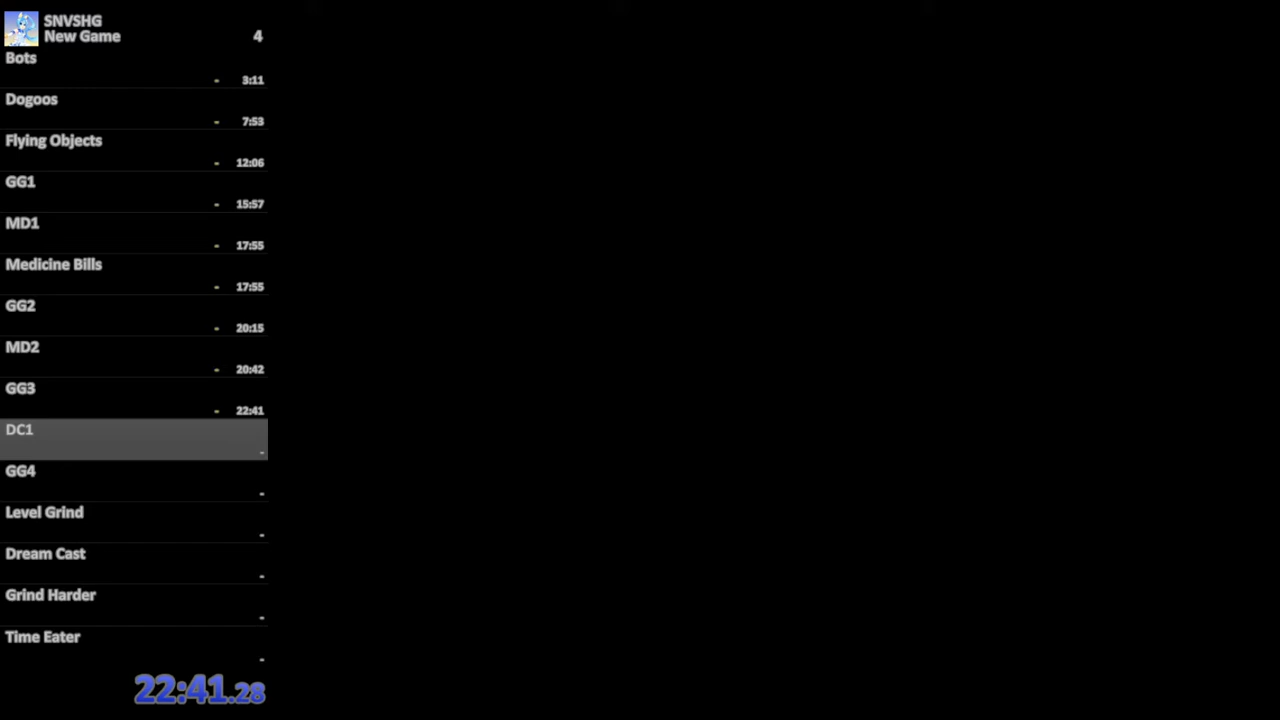 SNVSHG
New Game 4
Bots
- 3:11
Dogoos
- 7:53
Flying Objects
- 12:06
GG1
- 15:57
MD1
- 17:55
Medicine Bills
- 17:55
GG2
- 20:15
MD2
- 20:42
GG3
- 22:41
DC1
-
GG4
-
Level Grind
-
Dream Cast
-
Grind Harder
-
Time Eater
-
22:41.28